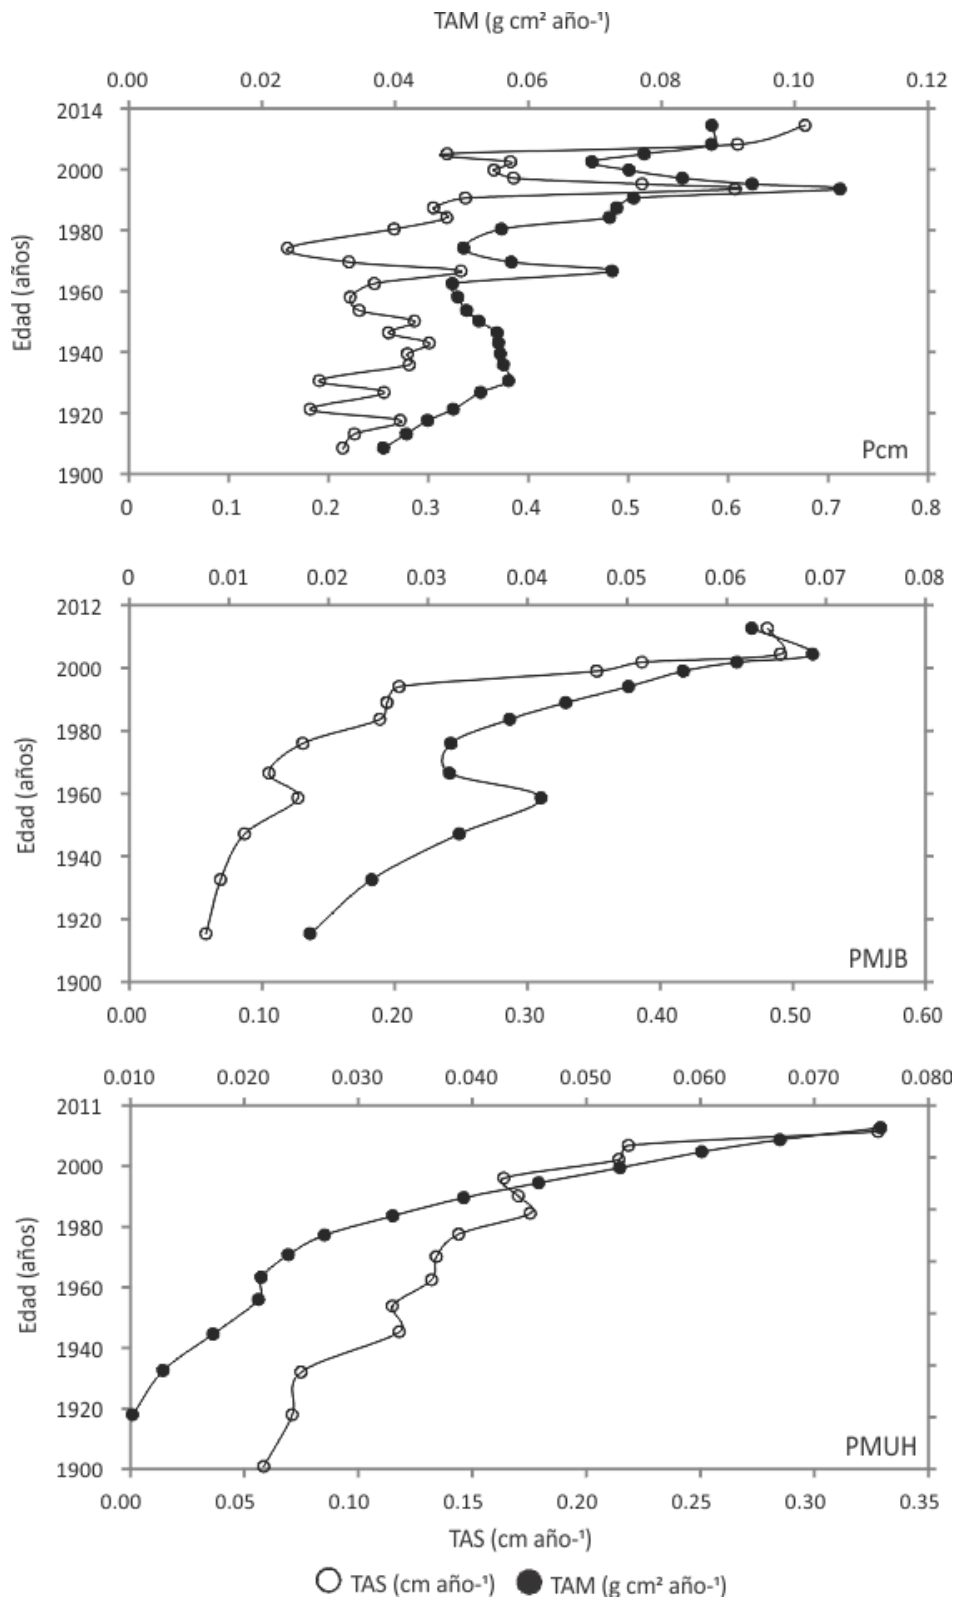 TAM (g cm² año-¹)
0.00 0.02 0.04 0.06 0.08 0.10 0.12
2014
2000
1980
1960
1940
1920
1900
Edad (años)
Pcm
0 0.1 0.2 0.3 0.4 0.5 0.6 0.7 0.8
0 0.01 0.02 0.03 0.04 0.05 0.06 0.07 0.08
2012
2000
1980
1960
1940
1920
1900
Edad (años)
PMJB
0.00 0.10 0.20 0.30 0.40 0.50 0.60
0.010 0.020 0.030 0.040 0.050 0.060 0.070 0.080
2011
2000
1980
1960
1940
1920
1900
Edad (años)
PMUH
0.00 0.05 0.10 0.15 0.20 0.25 0.30 0.35
TAS (cm año-¹)
TAS (cm año-¹) TAM (g cm² año-¹)